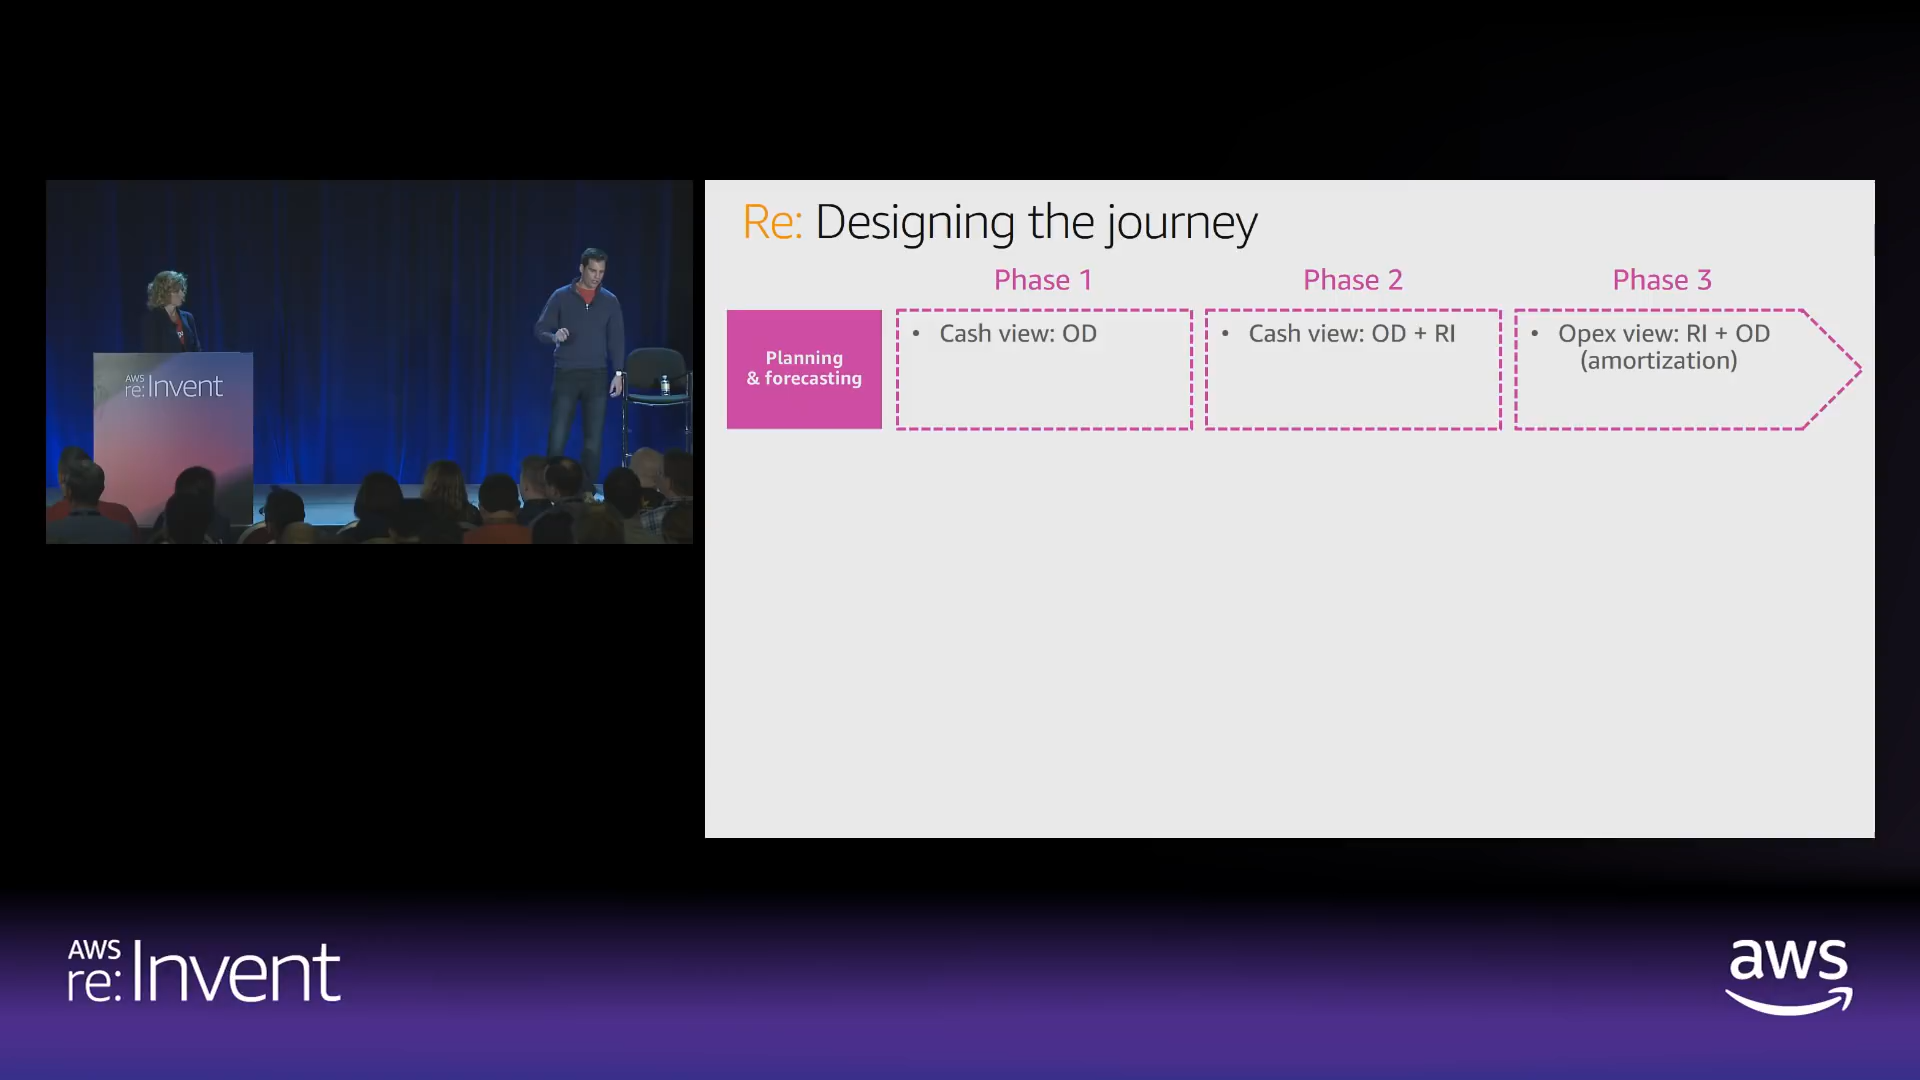 AWS
re:Invent
Re: Designing the journey
Phase 1
Phase 2
Phase 3
Planning
& forecasting
• Cash view: OD
• Cash view: OD + RI
• Opex view: RI + OD
(amortization)
AWS
re:Invent
aws